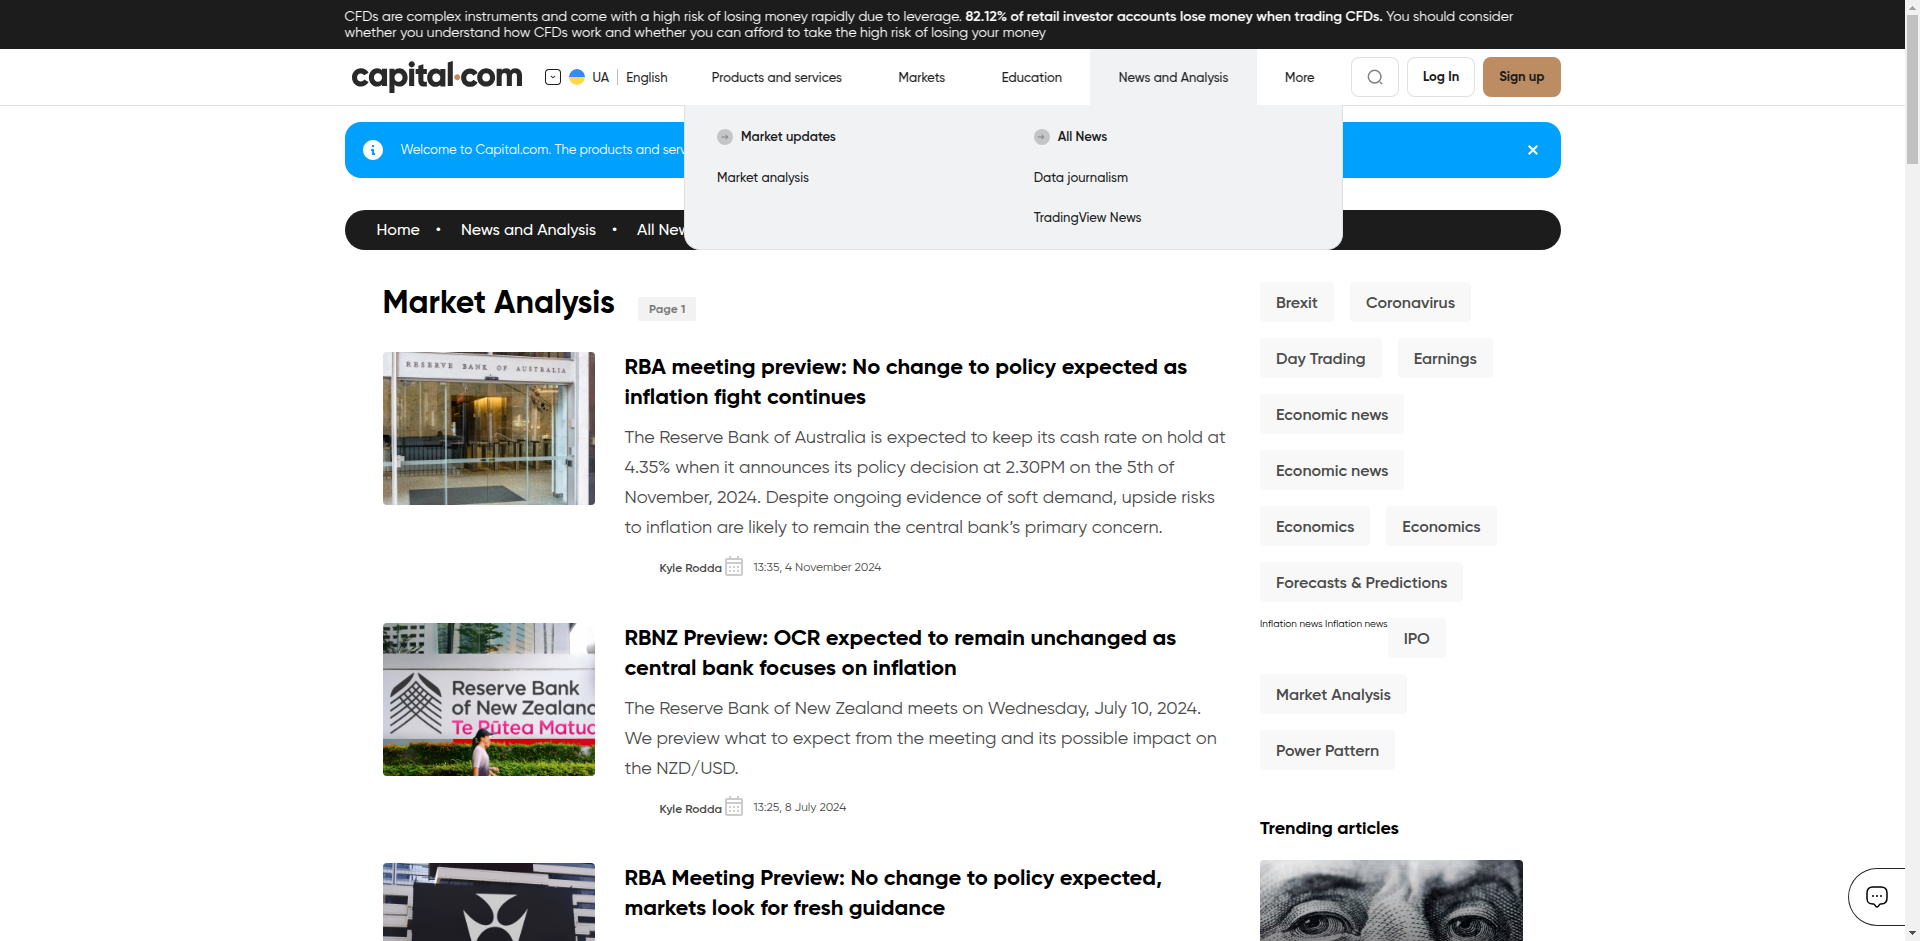 CFDs are complex instruments and come with a high risk of losing money rapidly due to leverage. 82.12% of retail investor accounts lose money when trading CFDs. You should consider
whether you understand how CFDs work and whether you can afford to take the high risk of losing your money
capital.com
UA | English
Products and services
Markets
Education
News and Analysis
More
Log In
Sign up
Market updates
All News
Market analysis
Data journalism
TradingView News
Welcome to Capital.com. The products and serv
Home • News and Analysis • All New
Market Analysis
Page 1
RESERVE BANK OF AUSTRALIA
RBA meeting preview: No change to policy expected as
inflation fight continues
The Reserve Bank of Australia is expected to keep its cash rate on hold at
4.35% when it announces its policy decision at 2.30PM on the 5th of
November, 2024. Despite ongoing evidence of soft demand, upside risks
to inflation are likely to remain the central bank’s primary concern.
Kyle Rodda
13:35, 4 November 2024
Reserve Bank
of New Zealand
Te Pūtea Matua
RBNZ Preview: OCR expected to remain unchanged as
central bank focuses on inflation
The Reserve Bank of New Zealand meets on Wednesday, July 10, 2024.
We preview what to expect from the meeting and its possible impact on
the NZD/USD.
Kyle Rodda
13:25, 8 July 2024
RBA Meeting Preview: No change to policy expected,
markets look for fresh guidance
Brexit
Coronavirus
Day Trading
Earnings
Economic news
Economic news
Economics
Economics
Forecasts & Predictions
Inflation news Inflation news
IPO
Market Analysis
Power Pattern
Trending articles